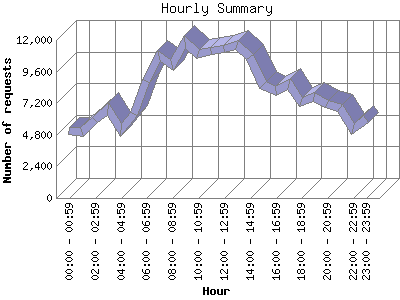 Hourly Summary
Number of requests
12,000
9,600
7,200
4,800
2,400
0
00:00 - 00:59
02:00 - 02:59
04:00 - 04:59
06:00 - 06:59
08:00 - 08:59
10:00 - 10:59
12:00 - 12:59
14:00 - 14:59
16:00 - 16:59
18:00 - 18:59
20:00 - 20:59
22:00 - 22:59
23:00 - 23:59
Hour